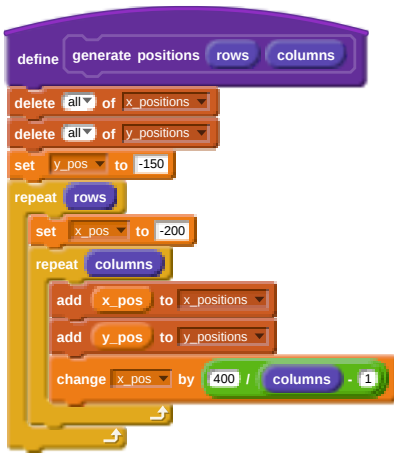 define generate positions rows columns
delete all of x_positions
delete all of y_positions
set y_pos to -150
repeat rows
set x_pos to -200
repeat columns
add x_pos to x_positions
add y_pos to y_positions
change x_pos by 400 / columns - 1